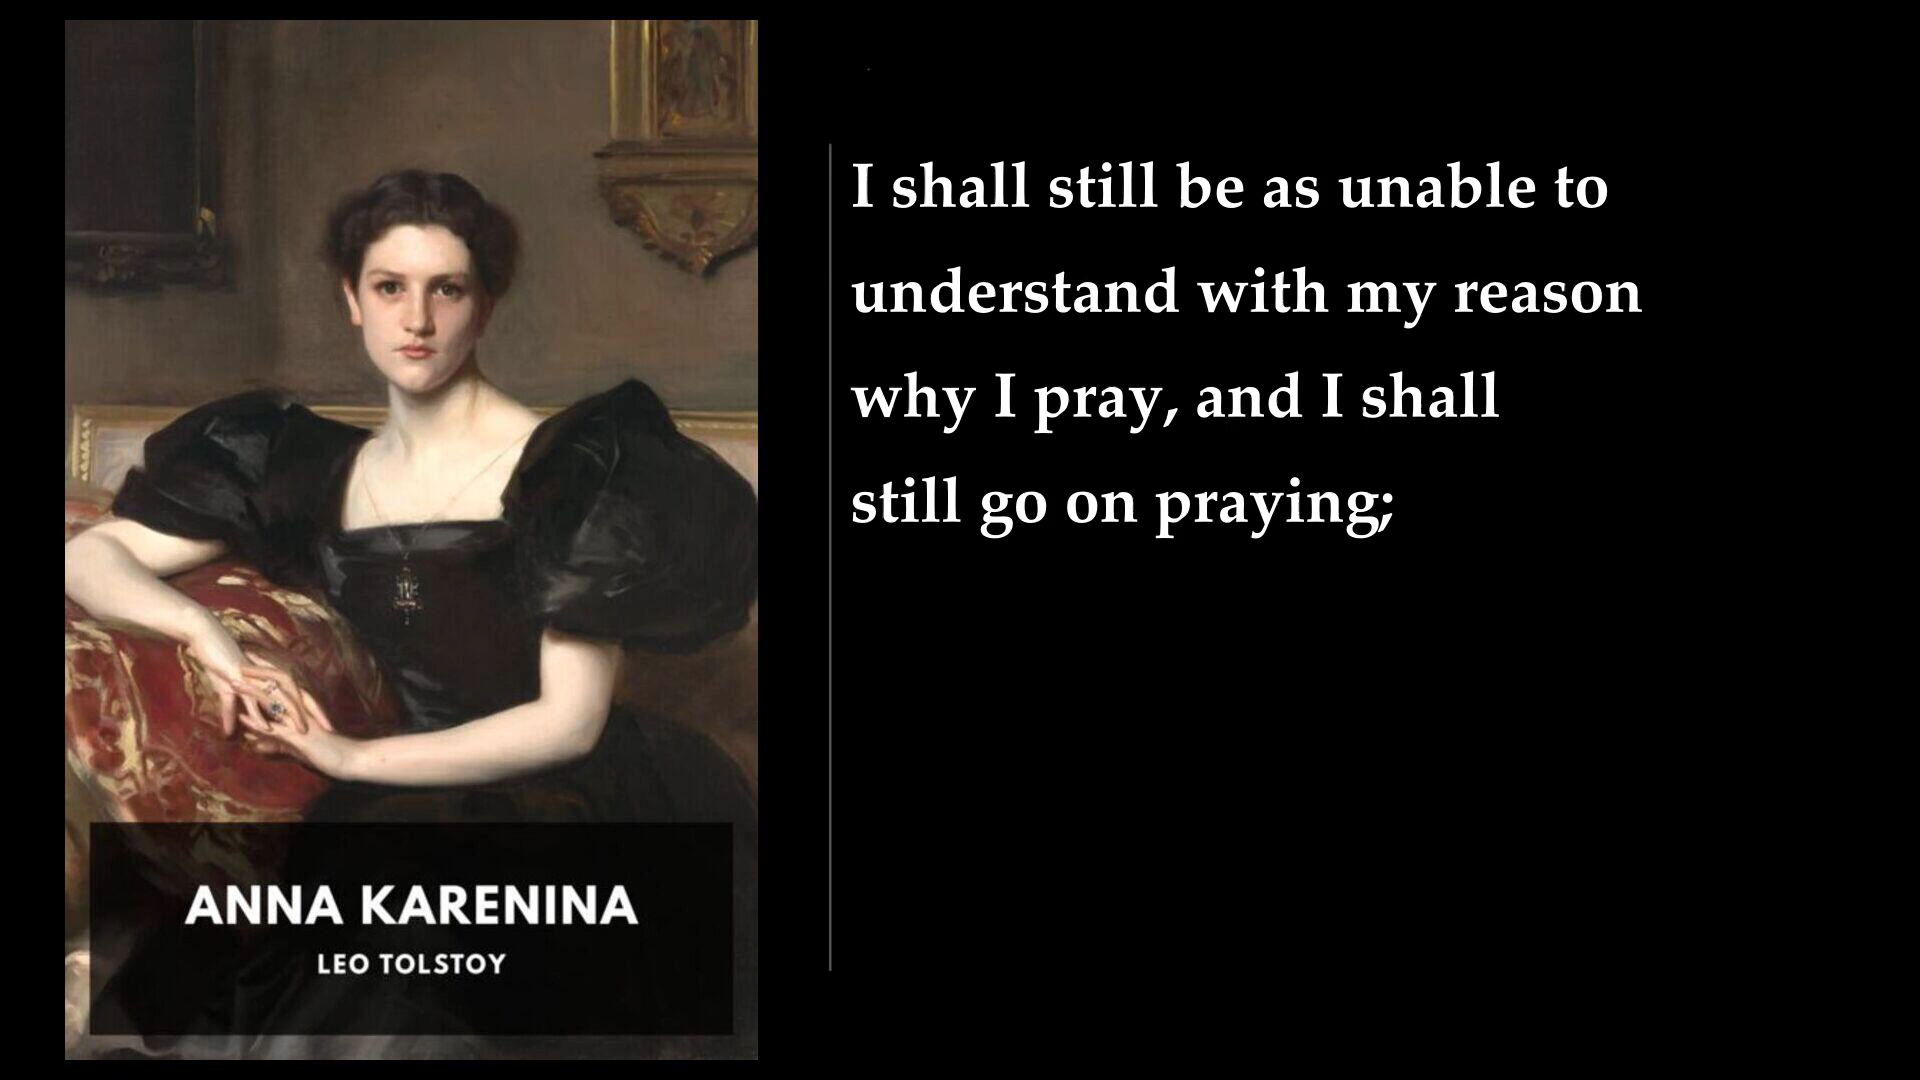 I shall still be as unable to
understand with my reason
why I pray, and I shall
still go on praying;
ANNA KARENINA
LEO TOLSTOY